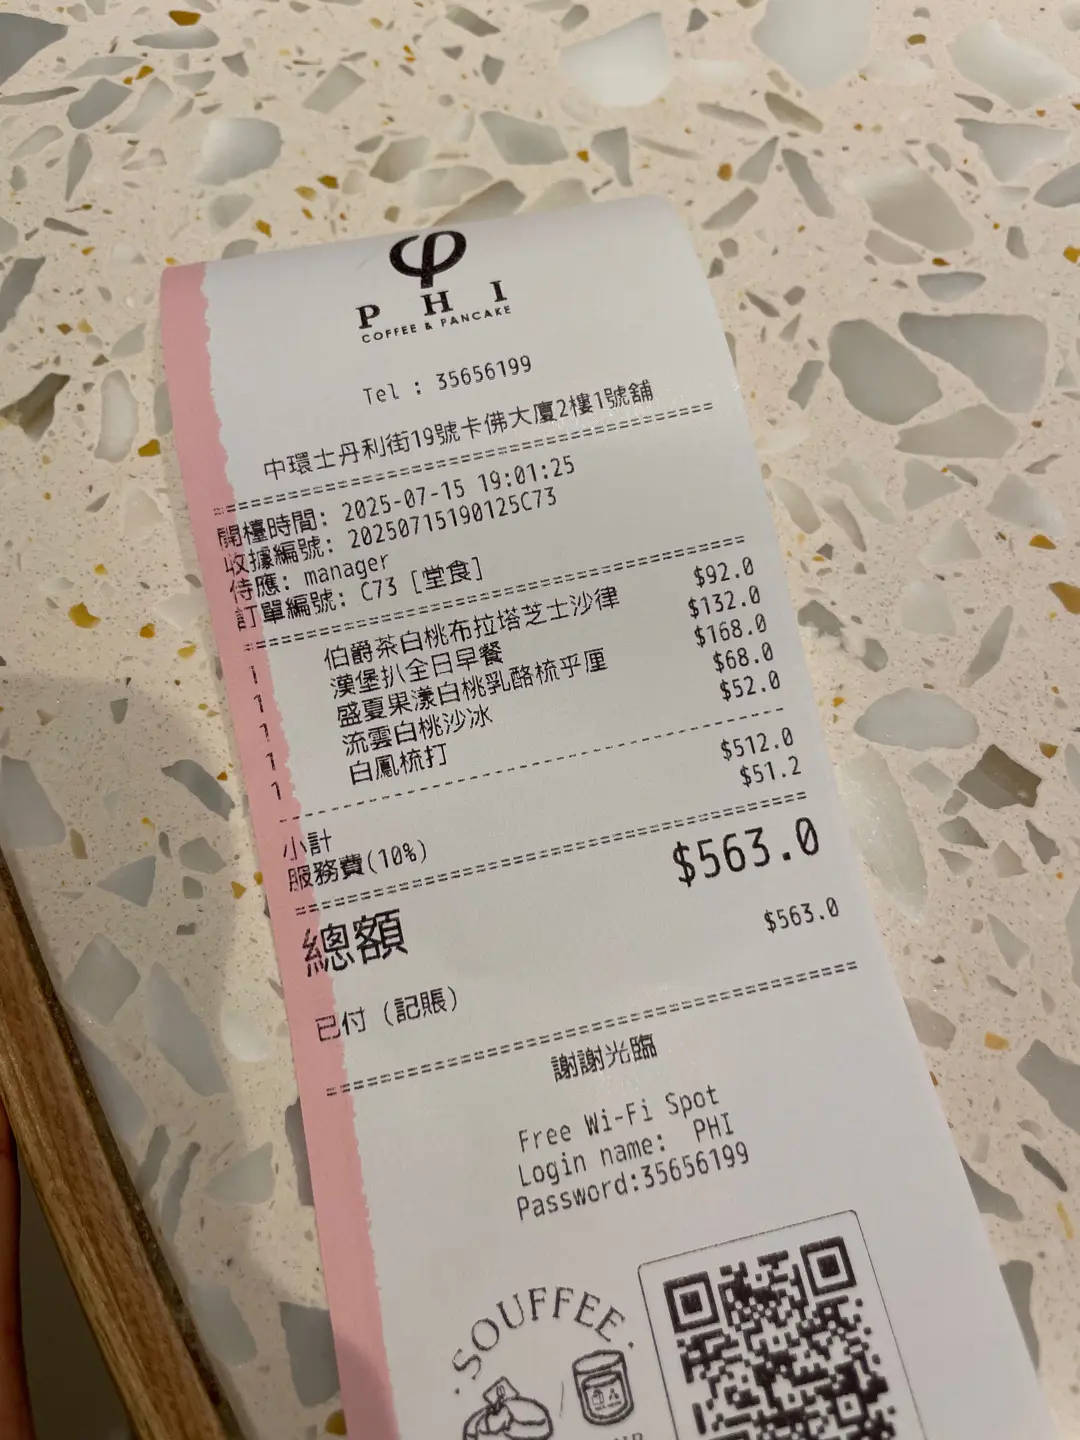 φ
PHI
COFFEE & PANCAKE
Tel : 35656199
中環士丹利街19號卡佛大廈2樓1號舖
開檯時間: 2025-07-15 19:01:25
收據編號: 20250715190125C73
侍應: manager
訂單編號: C73 [堂食]
1 伯爵茶白桃布拉塔芝士沙律 $92.0
1 漢堡扒全日早餐 $132.0
1 盛夏果漾白桃乳酪梳乎厘 $168.0
1 流雲白桃沙冰 $68.0
1 白鳳梳打 $52.0
小計 $512.0
服務費(10%) $51.2
總額 $563.0
已付 (記賬) $563.0
謝謝光臨
Free Wi-Fi Spot
Login name: PHI
Password:35656199
· SOUFFEE ·